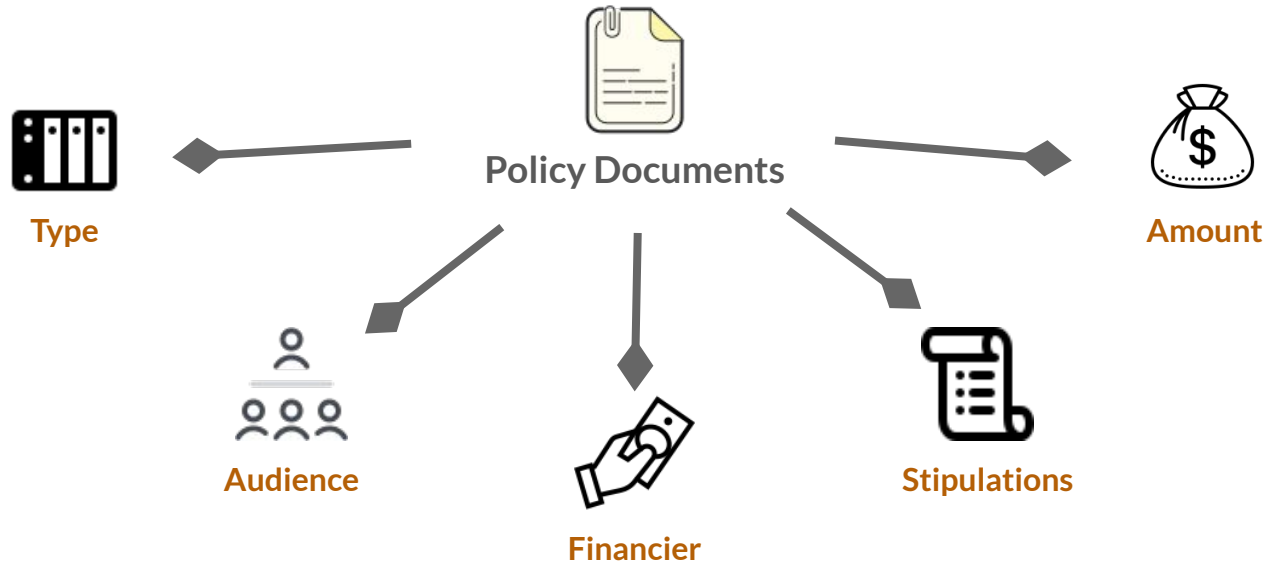 Policy Documents
$
Type
Amount
Audience
Stipulations
Financier